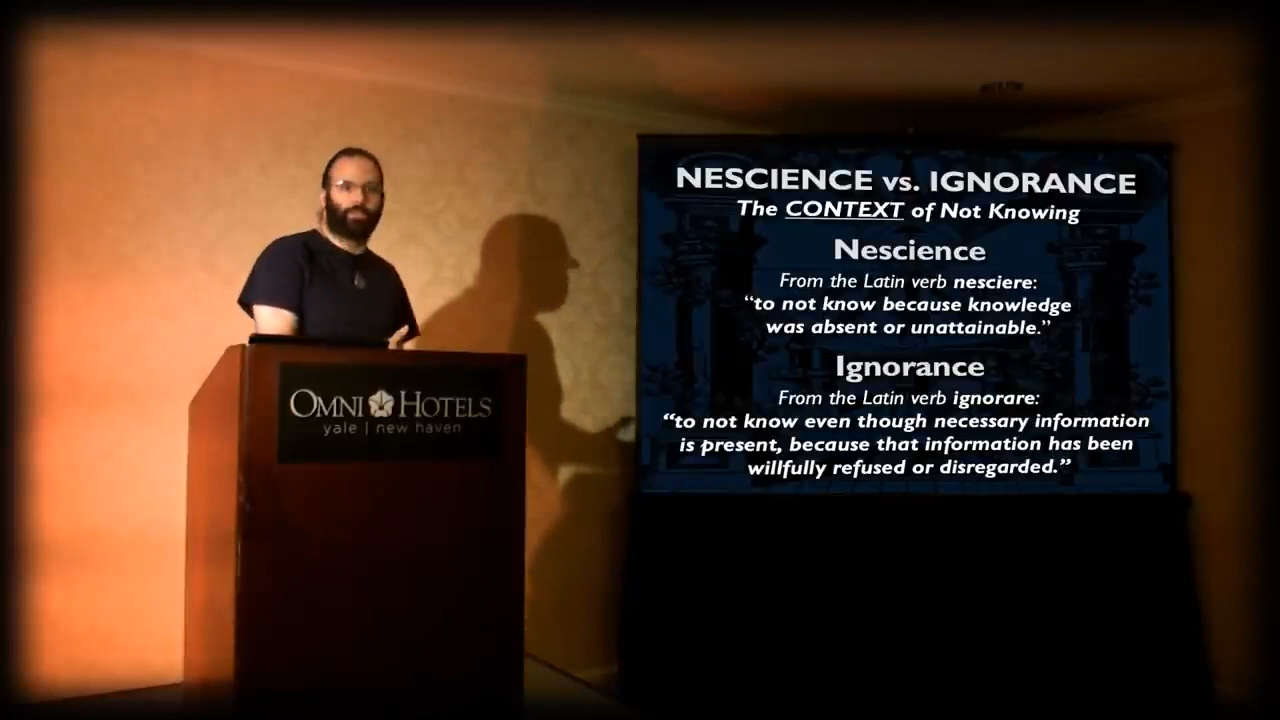 OMNI HOTELS
yale | new haven
NESCIENCE vs. IGNORANCE
The CONTEXT of Not Knowing
Nescience
From the Latin verb nesciere:
“to not know because knowledge
was absent or unattainable.”
Ignorance
From the Latin verb ignorare:
“to not know even though necessary information
is present, because that information has been
willfully refused or disregarded.”